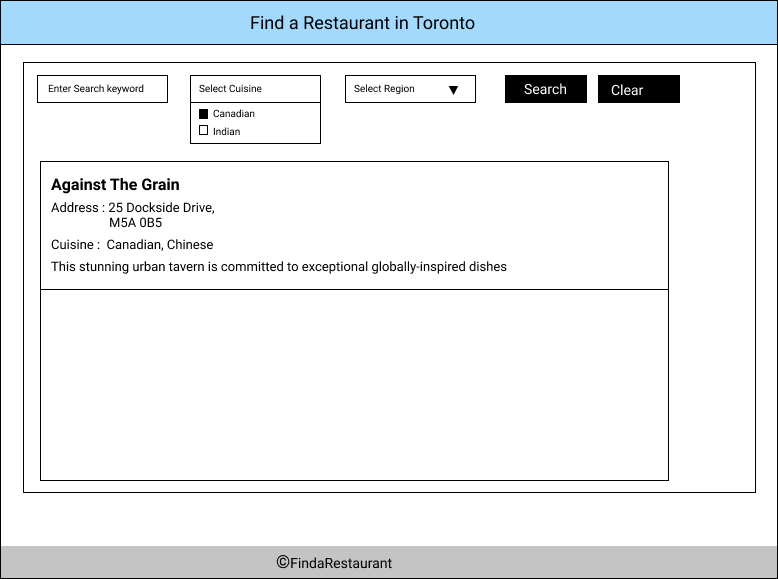 Find a Restaurant in Toronto
Enter Search keyword
Select Cuisine
Select Region
Search
Clear
Canadian
Indian
Against The Grain
Address : 25 Dockside Drive,
M5A 0B5
Cuisine : Canadian, Chinese
This stunning urban tavern is committed to exceptional globally-inspired dishes
©FindaRestaurant